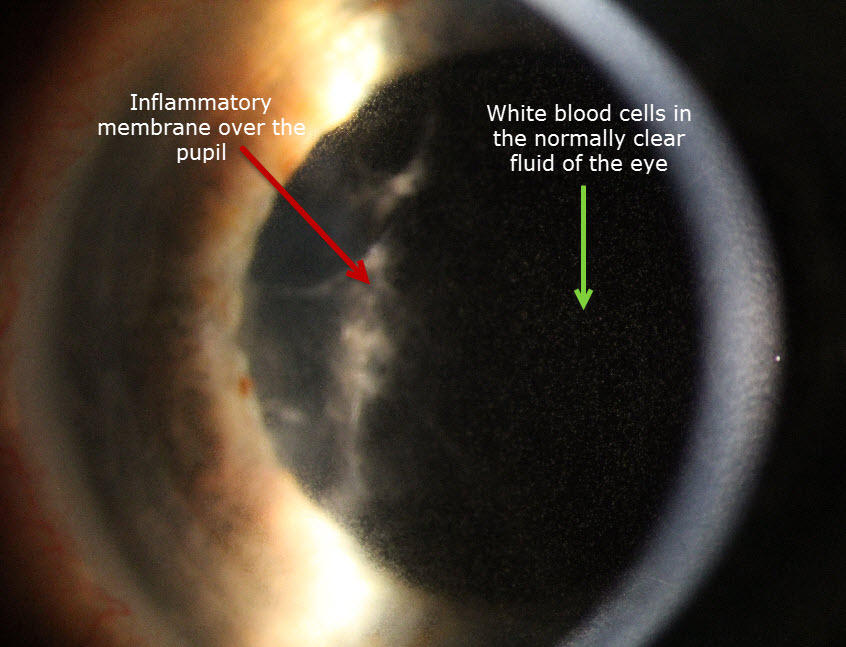 Inflammatory
membrane over the
pupil
White blood cells in
the normally clear
fluid of the eye